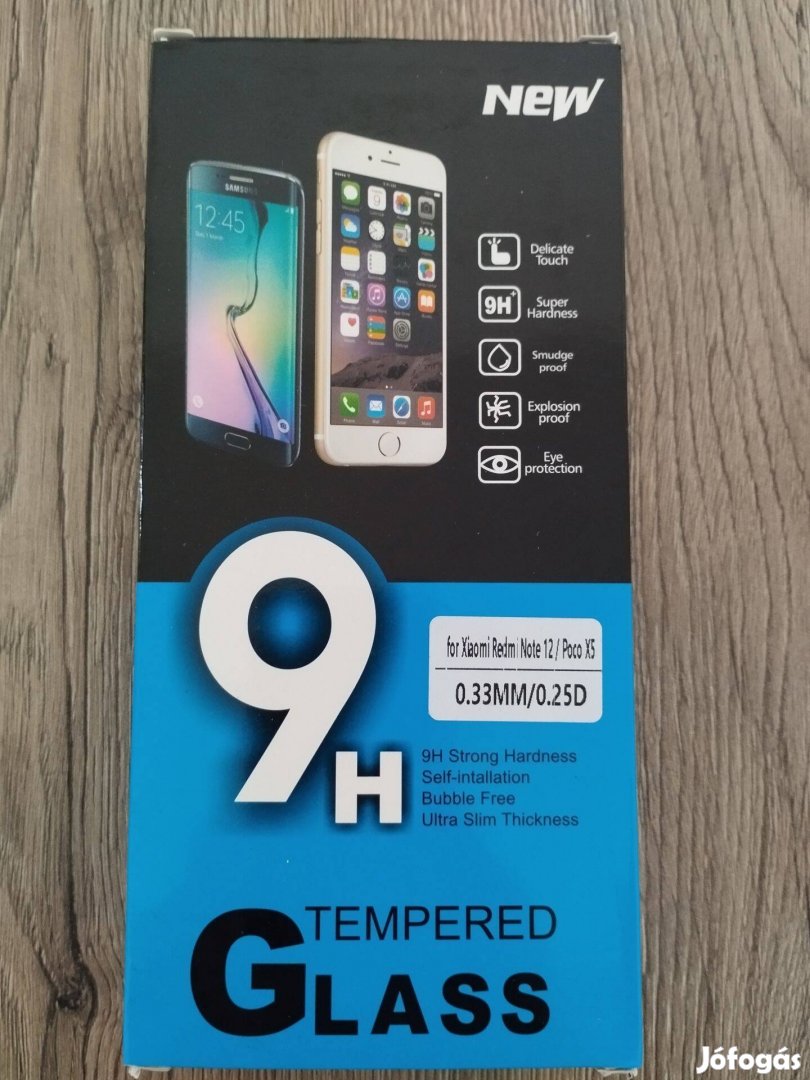 New
SAMSUNG
12:45
Delicate
Touch
9H+
Super
Hardness
Smudge
proof
Explosion
proof
Eye
protection
9H
for Xiaomi Redmi Note 12 / Poco X5
0.33MM/0.25D
9H Strong Hardness
Self-intallation
Bubble Free
Ultra Slim Thickness
TEMPERED
GLASS
Jófogás